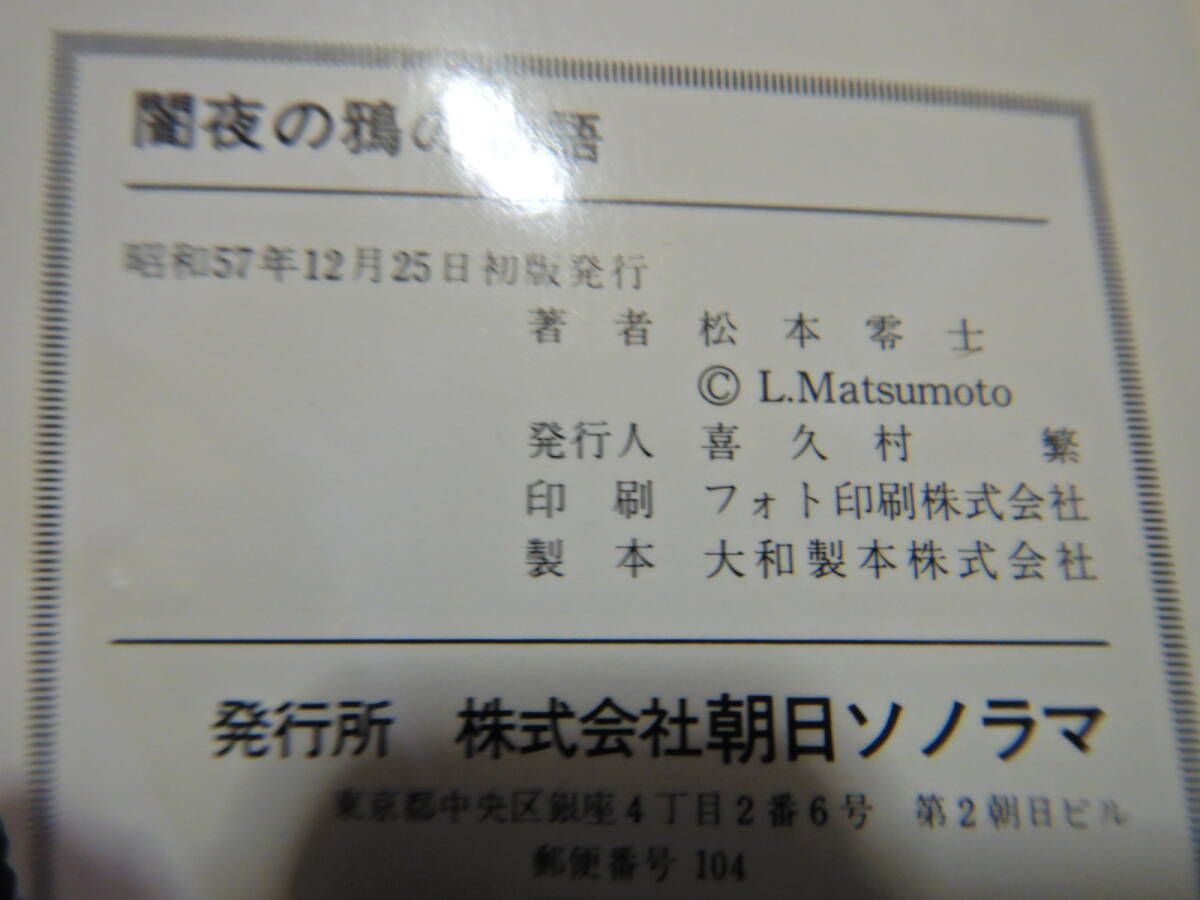 闇夜の鴉の 語
昭和57年12月25日初版発行
著者 松本零士
© L.Matsumoto
発行人 喜久村 繁
印刷 フォト印刷株式会社
製本 大和製本株式会社
発行所 株式会社朝日ソノラマ
東京都中央区銀座4丁目2番6号 第2朝日ビル
郵便番号 104